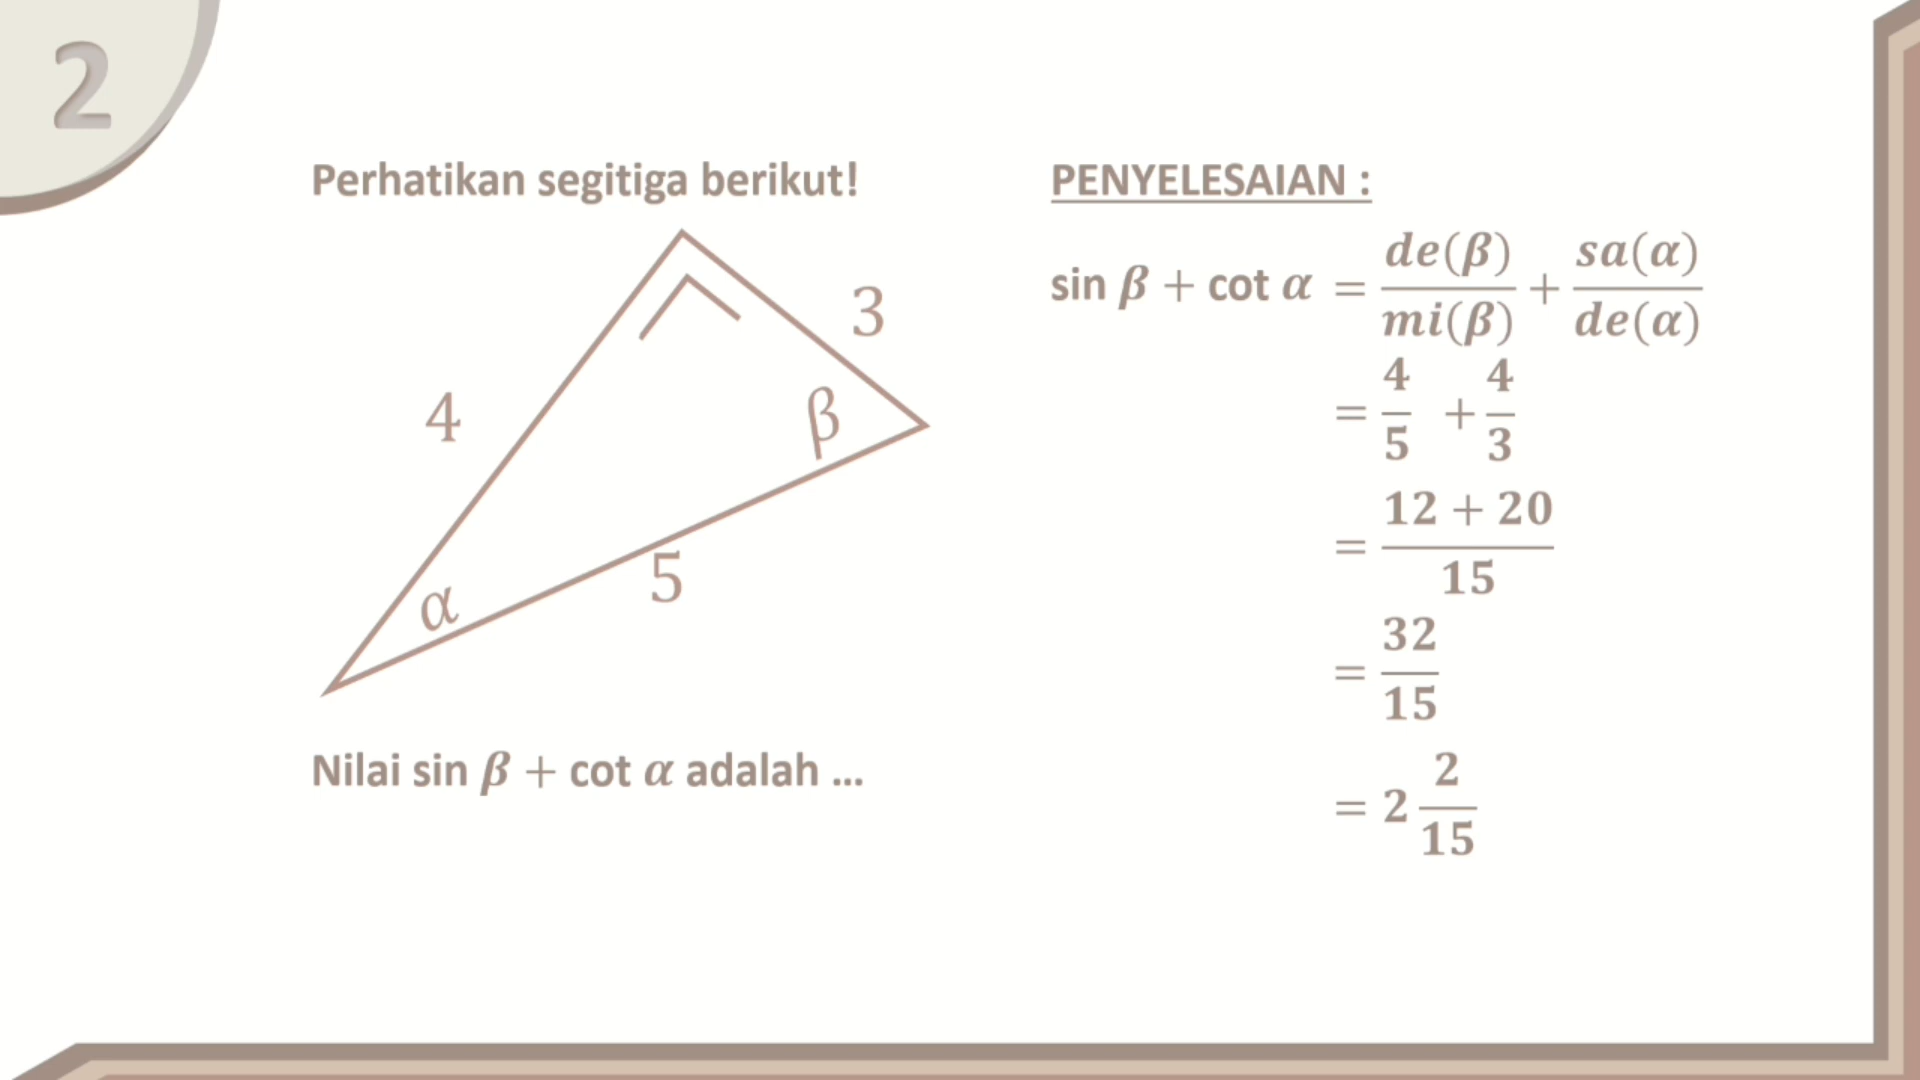 2
Perhatikan segitiga berikut!
3
4
β
5
α
Nilai sin β + cot α adalah ...
PENYELESAIAN :
sin β + cot α = de(β)/mi(β) + sa(α)/de(α)
= 4/5 + 4/3
= 12 + 20/15
= 32/15
= 2 2/15